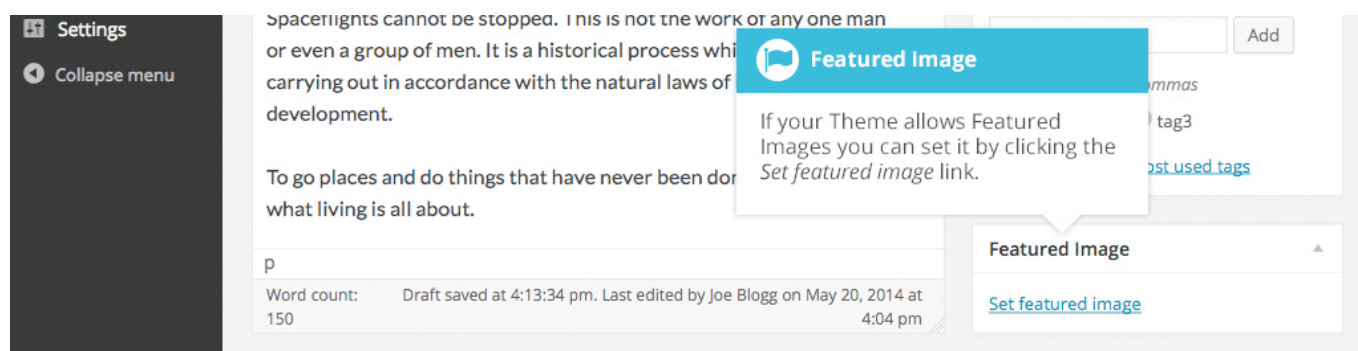 Settings
Collapse menu
Spaceflights cannot be stopped. This is not the work of any one man
or even a group of men. It is a historical process whi
carrying out in accordance with the natural laws of
development.
To go places and do things that have never been don
what living is all about.
p
Word count:
150
Draft saved at 4:13:34 pm. Last edited by Joe Blogg on May 20, 2014 at
4:04 pm
Featured Image
If your Theme allows Featured
Images you can set it by clicking the
Set featured image link.
Add
ommas
tag3
ost used tags
Featured Image
Set featured image